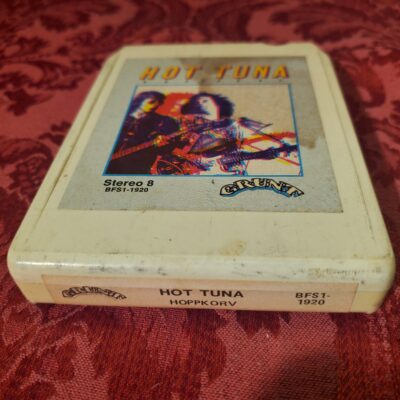 HOT TUNA
Stereo 8
BFS1-1920
GRUNT
GRUNT
HOT TUNA
HOPPKORV
BFS1-
1920